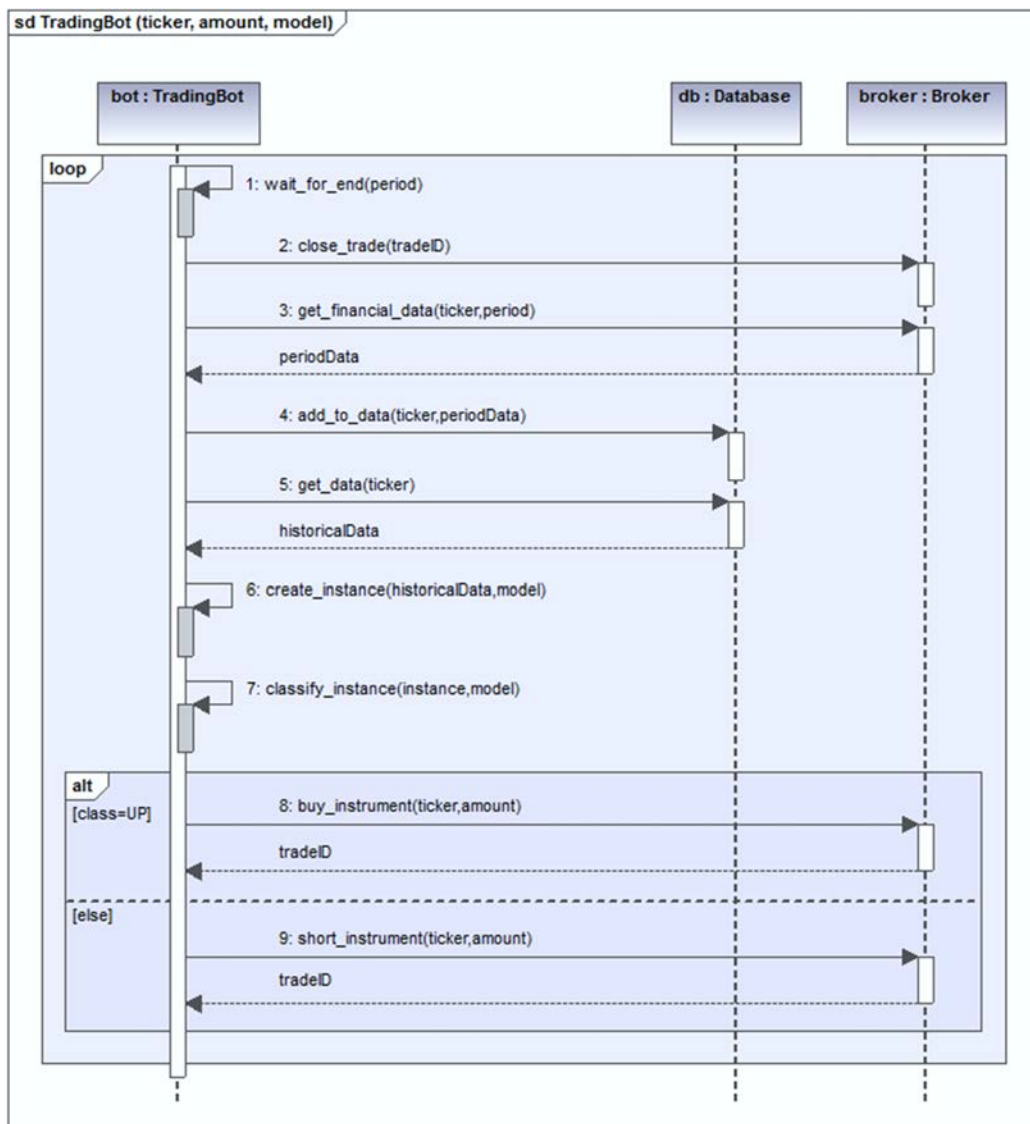 sd TradingBot (ticker, amount, model)
bot : TradingBot
db : Database
broker : Broker
loop
1: wait_for_end(period)
2: close_trade(tradeID)
3: get_financial_data(ticker,period)
periodData
4: add_to_data(ticker,periodData)
5: get_data(ticker)
historicalData
6: create_instance(historicalData,model)
7: classify_instance(instance,model)
alt
[class=UP]
8: buy_instrument(ticker,amount)
tradeID
[else]
9: short_instrument(ticker,amount)
tradeID